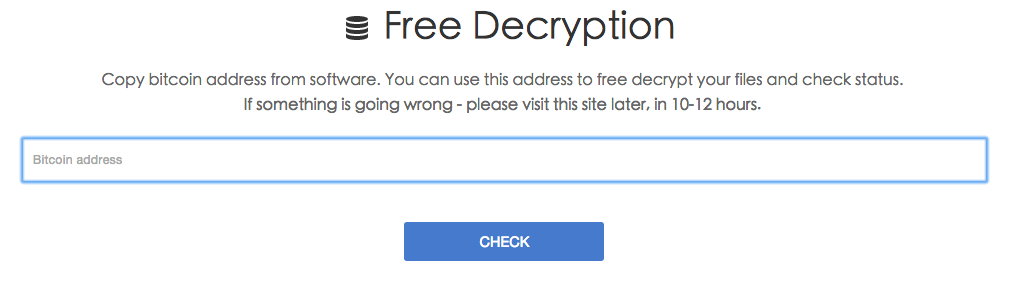 Free Decryption
Copy bitcoin address from software. You can use this address to free decrypt your files and check status.
If something is going wrong - please visit this site later, in 10-12 hours.
Bitcoin address
CHECK